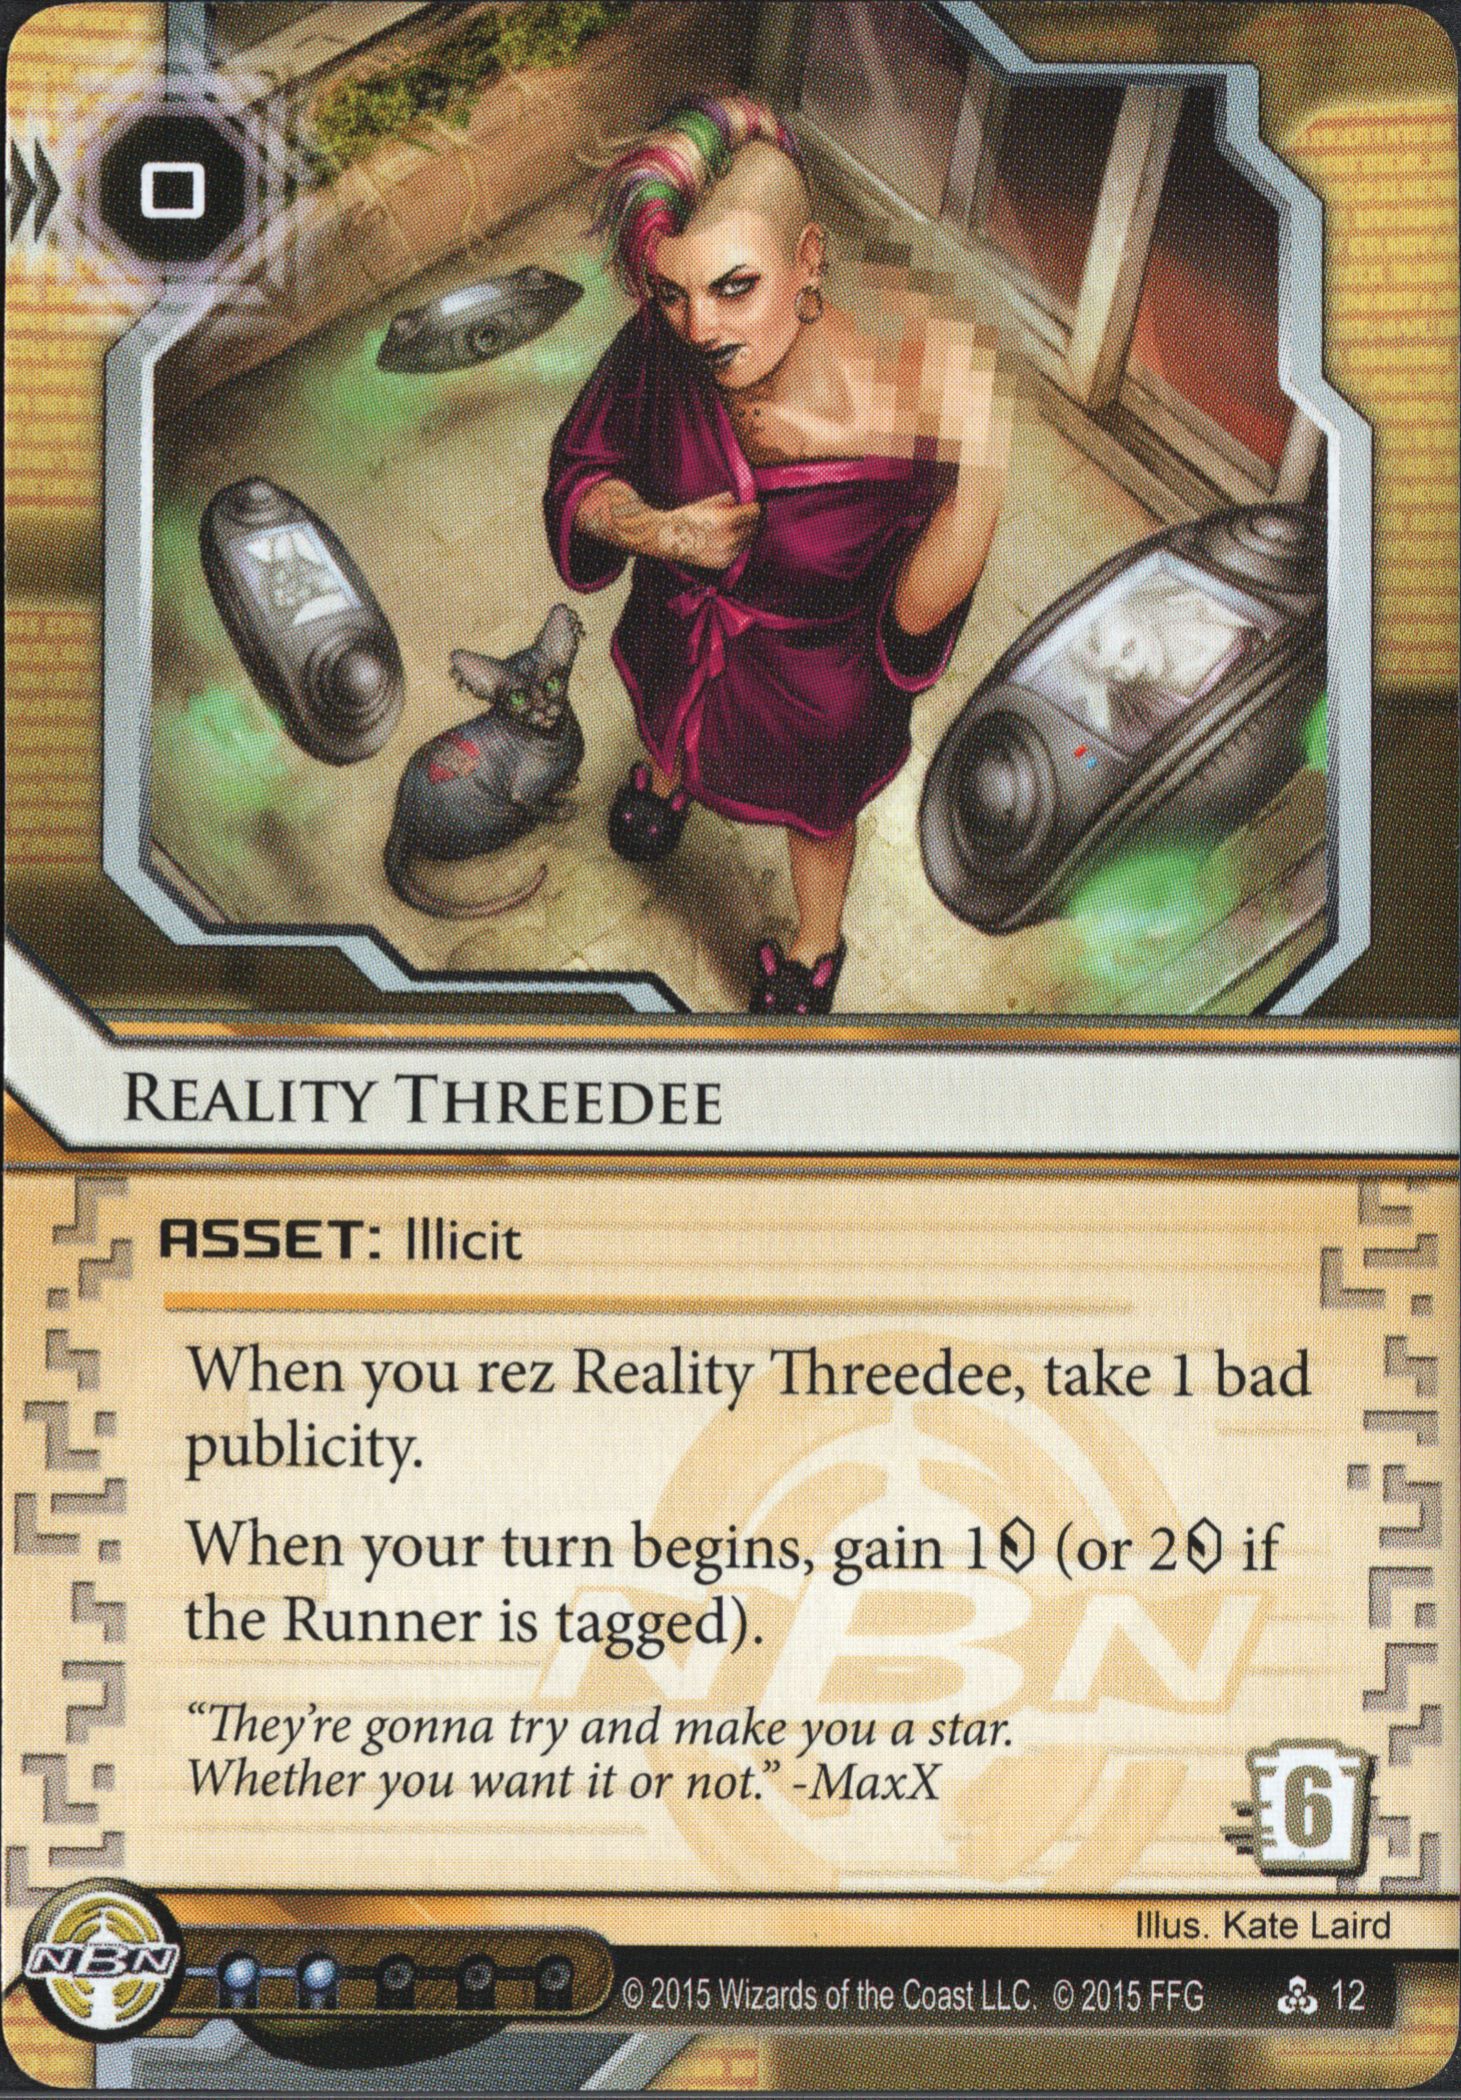 0
REALITY THREEDEE
ASSET: Illicit
When you rez Reality Threedee, take 1 bad
publicity.
When your turn begins, gain 1 (or 2 if
the Runner is tagged).
“They’re gonna try and make you a star.
Whether you want it or not.” -MaxX
6
Illus. Kate Laird
NBN
© 2015 Wizards of the Coast LLC. © 2015 FFG 12
NBN